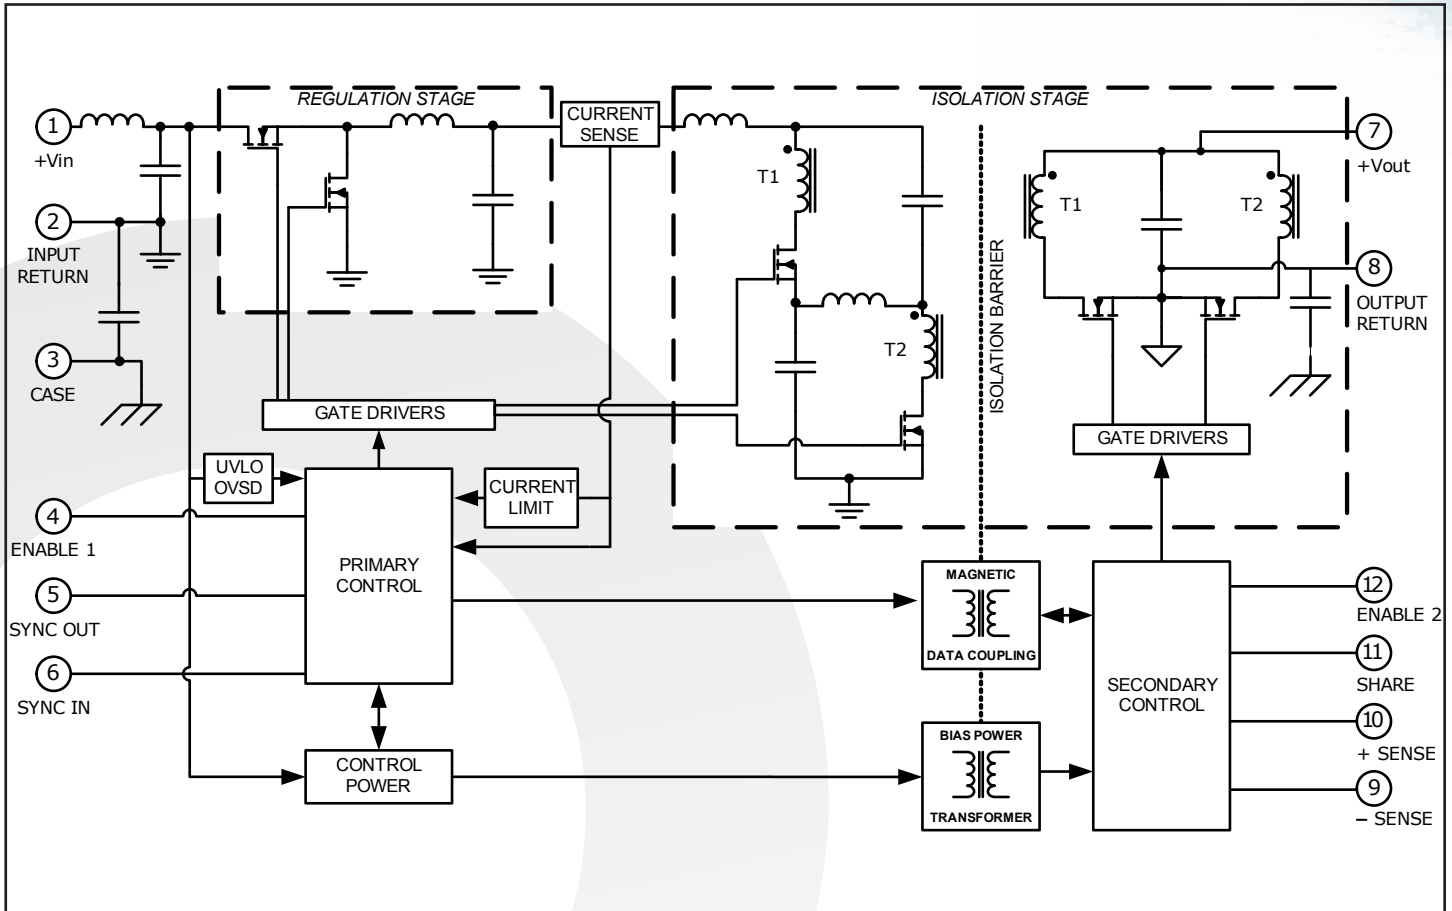 REGULATION STAGE
ISOLATION STAGE
1
+Vin
CURRENT
SENSE
7
+Vout
T1
T1
T2
2
INPUT
RETURN
ISOLATION BARRIER
8
OUTPUT
RETURN
3
CASE
T2
GATE DRIVERS
GATE DRIVERS
UVLO
OVSD
CURRENT
LIMIT
4
ENABLE 1
PRIMARY
CONTROL
5
SYNC OUT
6
SYNC IN
MAGNETIC
DATA COUPLING
12
ENABLE 2
11
SHARE
SECONDARY
CONTROL
10
+ SENSE
CONTROL
POWER
BIAS POWER
TRANSFORMER
9
– SENSE